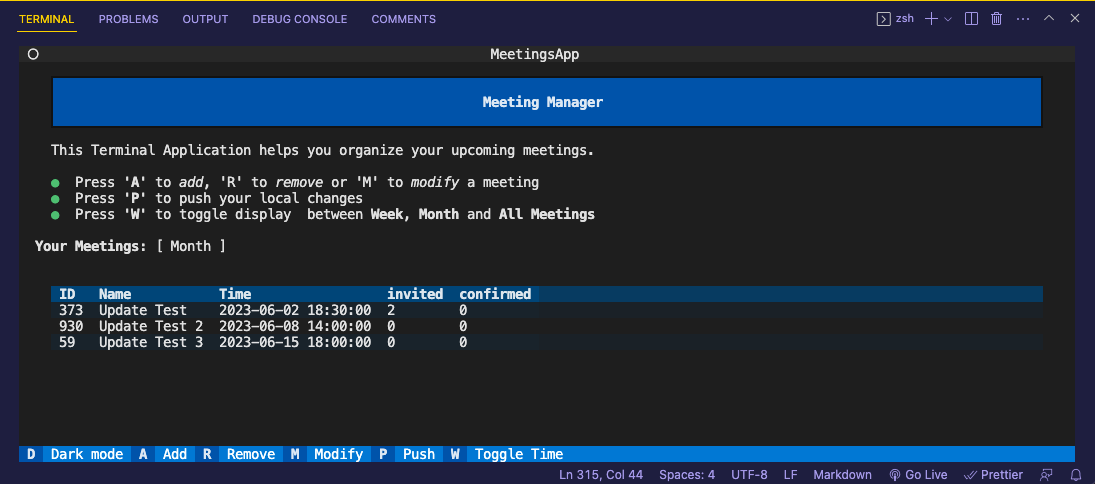 TERMINAL PROBLEMS OUTPUT DEBUG CONSOLE COMMENTS zsh
MeetingsApp
Meeting Manager
This Terminal Application helps you organize your upcoming meetings.
● Press 'A' to add, 'R' to remove or 'M' to modify a meeting
● Press 'P' to push your local changes
● Press 'W' to toggle display  between Week, Month and All Meetings
Your Meetings: [ Month ]
ID Name Time invited confirmed
373 Update Test 2023-06-02 18:30:00 2 0
930 Update Test 2 2023-06-08 14:00:00 0 0
59 Update Test 3 2023-06-15 18:00:00 0 0
D Dark mode A Add R Remove M Modify P Push W Toggle Time
Ln 315, Col 44 Spaces: 4 UTF-8 LF Markdown Go Live Prettier